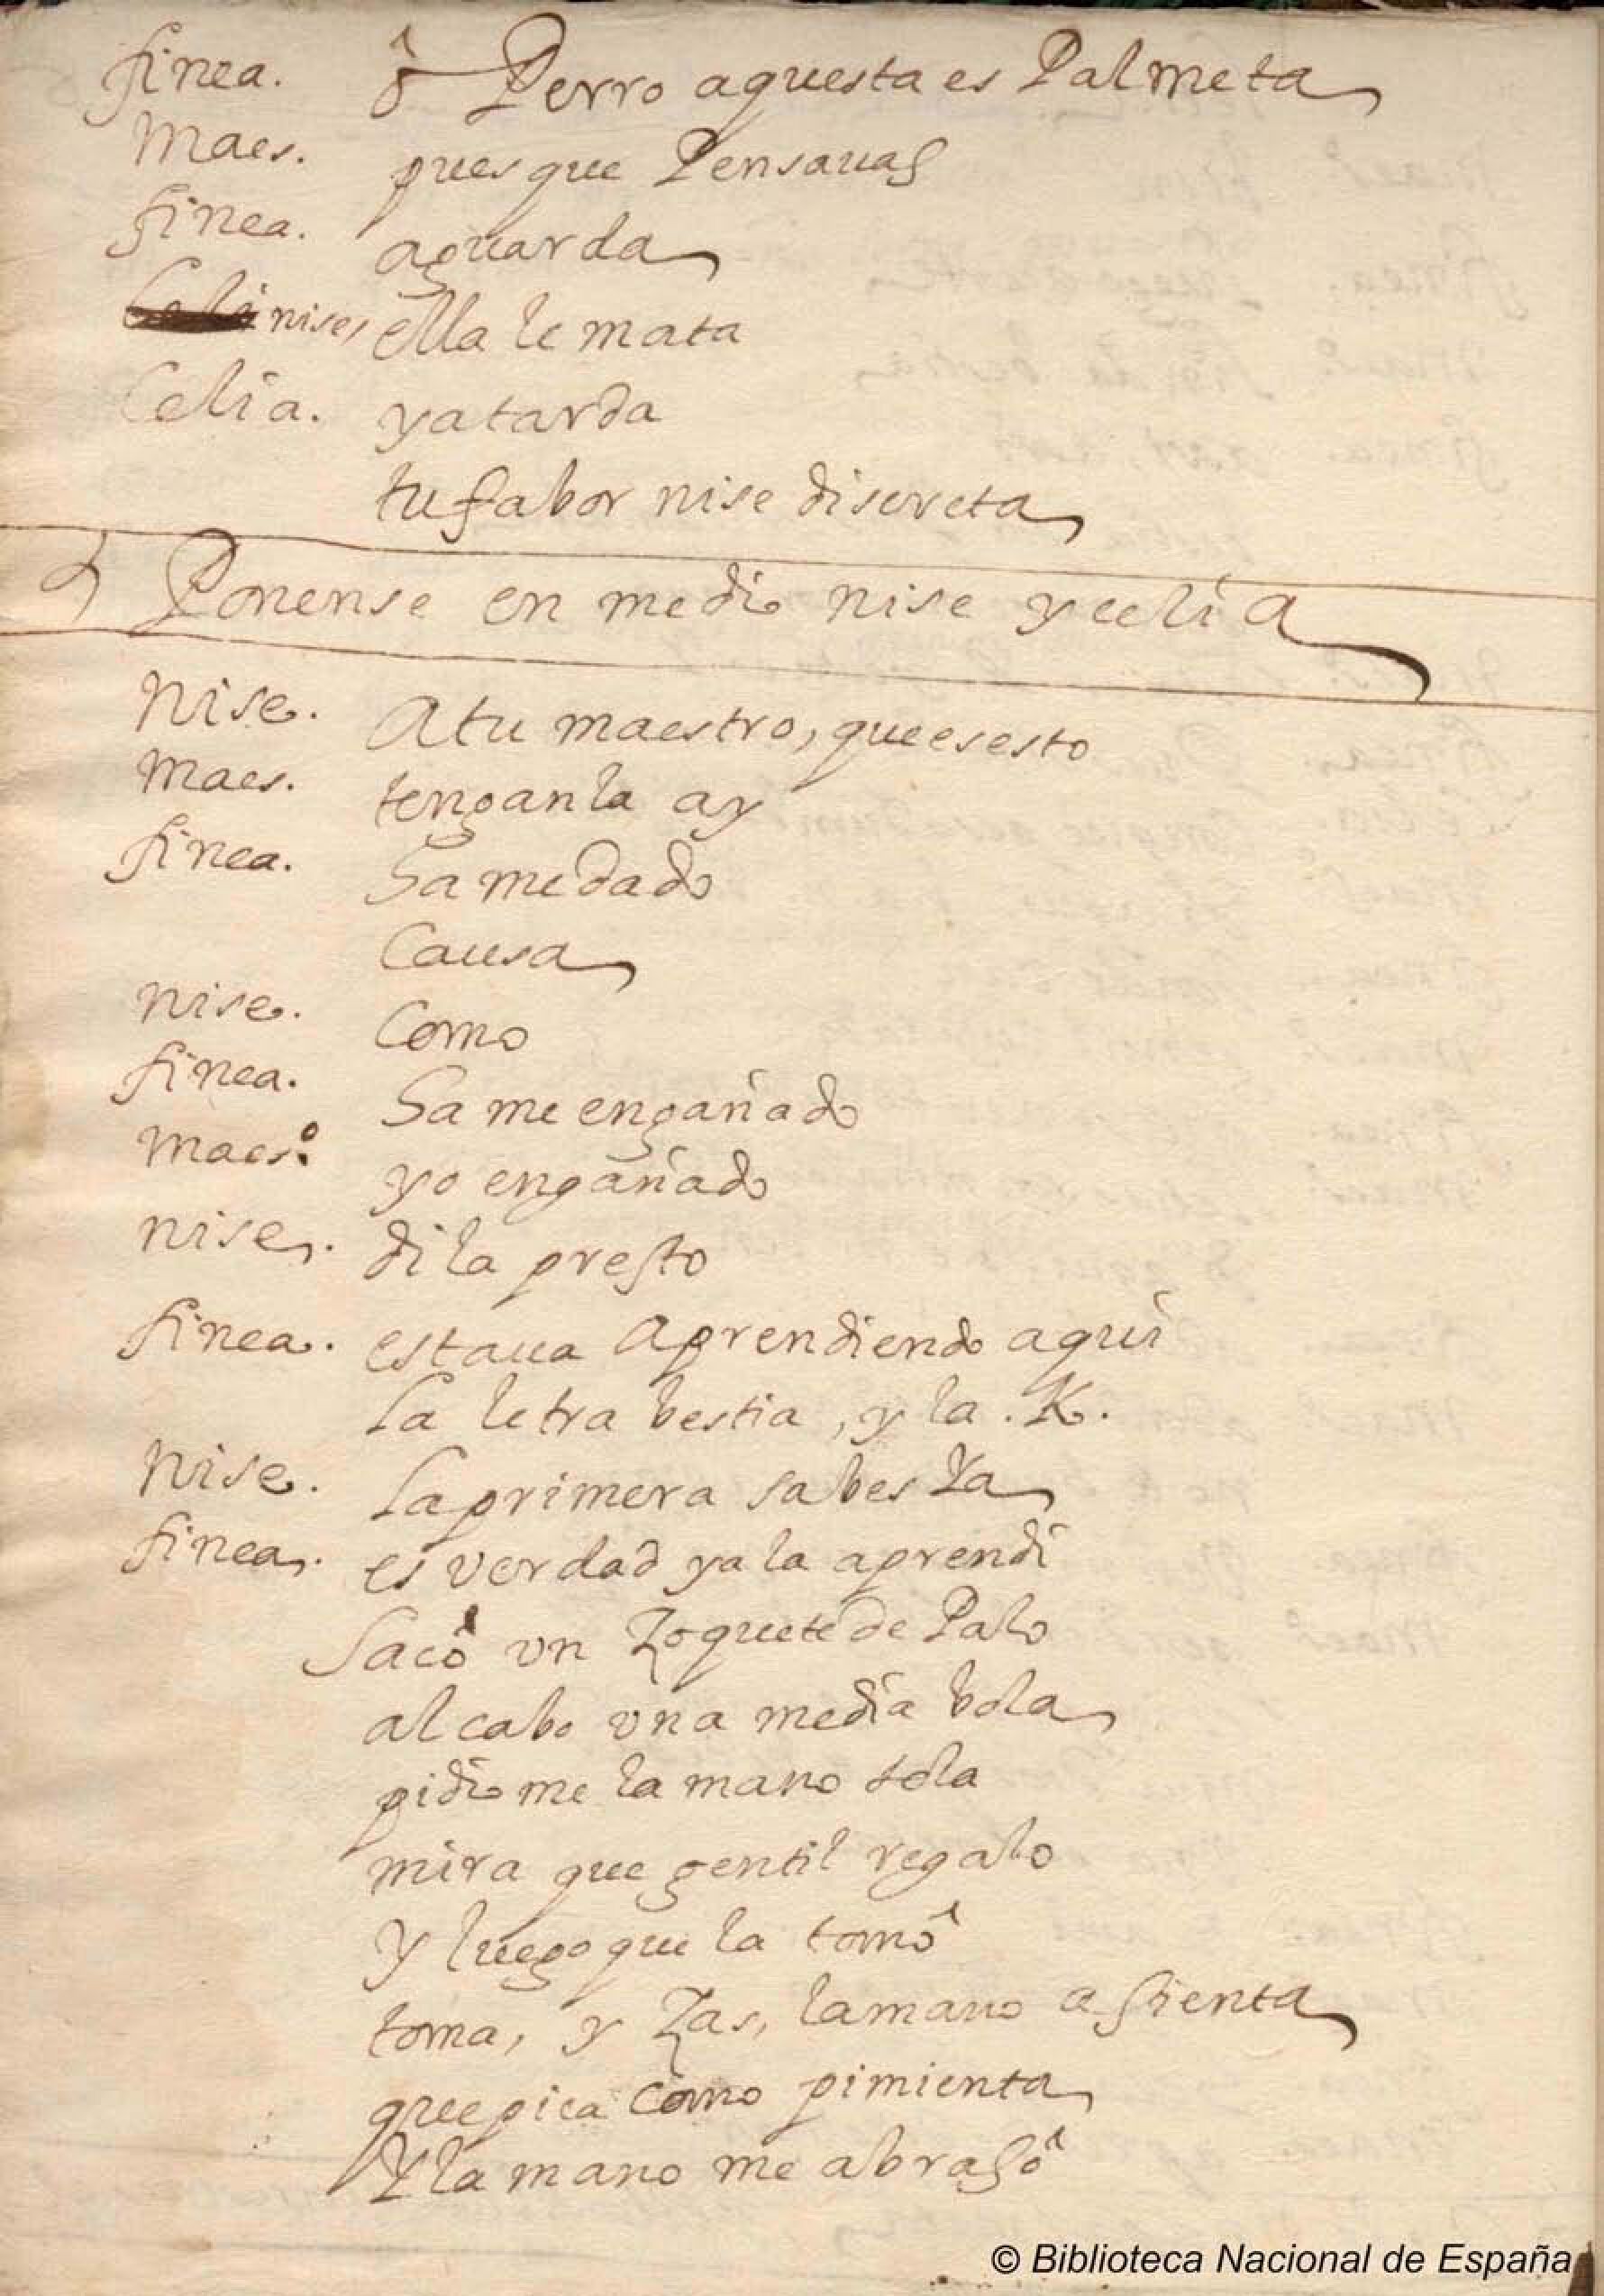 finea. ô Perro aquesta es Palmeta
Maes. pues que Pensauas
finea. aguarda
nise, ella le mata
Celia. ya tarda
tu fabor nise discreta
Ponense en medio nise y celia
Nise. A tu maestro, que es esto
Maes. tenganla ay
finea. Ha me dado
Causa
nise. Como
finea. Ha me engañado
maes.º yo engañado
nise. dila presto
finea. estaua Aprendiendo aqui
La letra bestia, y la .K.
Nise. La primera sabes Ya
finea. es verdad ya la aprendi
Sacô vn Zoquete de Palo
al cabo vna media bola
pidiome la mano sola
mira que gentil regalo
Y luego que la tomô
toma, y Zas, la mano asienta
que pica Como pimienta
Y la mano me abrasô
© Biblioteca Nacional de España